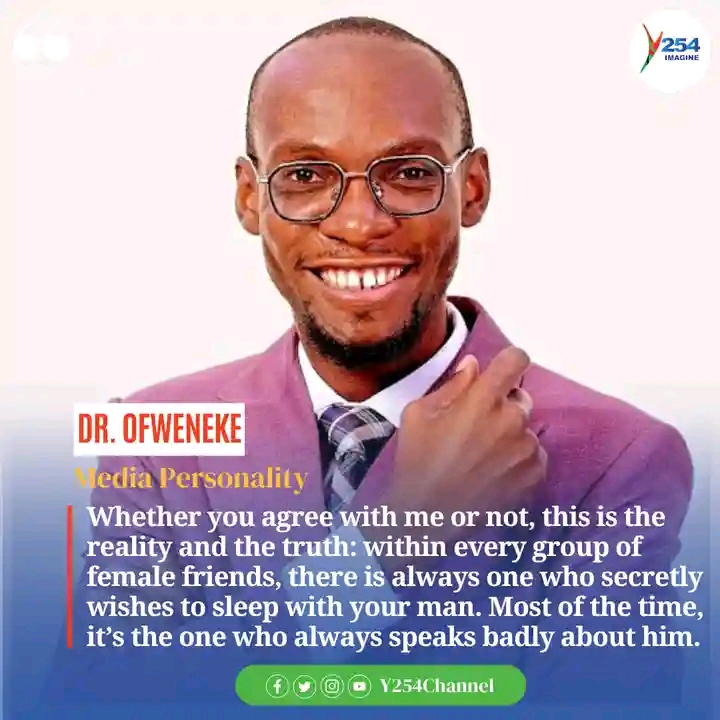 Y254
IMAGINE
DR. OFWENEKE
Media Personality
Whether you agree with me or not, this is the
reality and the truth: within every group of
female friends, there is always one who secretly
wishes to sleep with your man. Most of the time,
it’s the one who always speaks badly about him.
Y254Channel